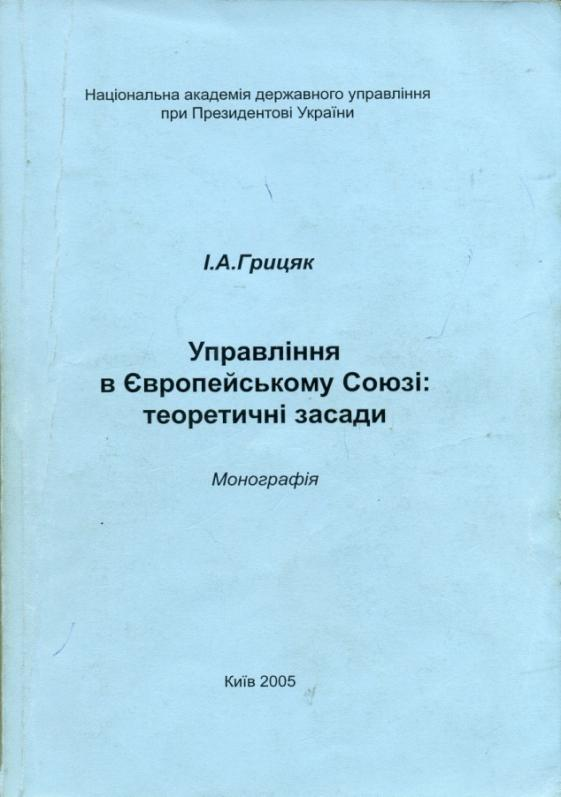 Національна академія державного управління
при Президентові України
І.А.Грицяк
Управління
в Європейському Союзі:
теоретичні засади
Монографія
Київ 2005